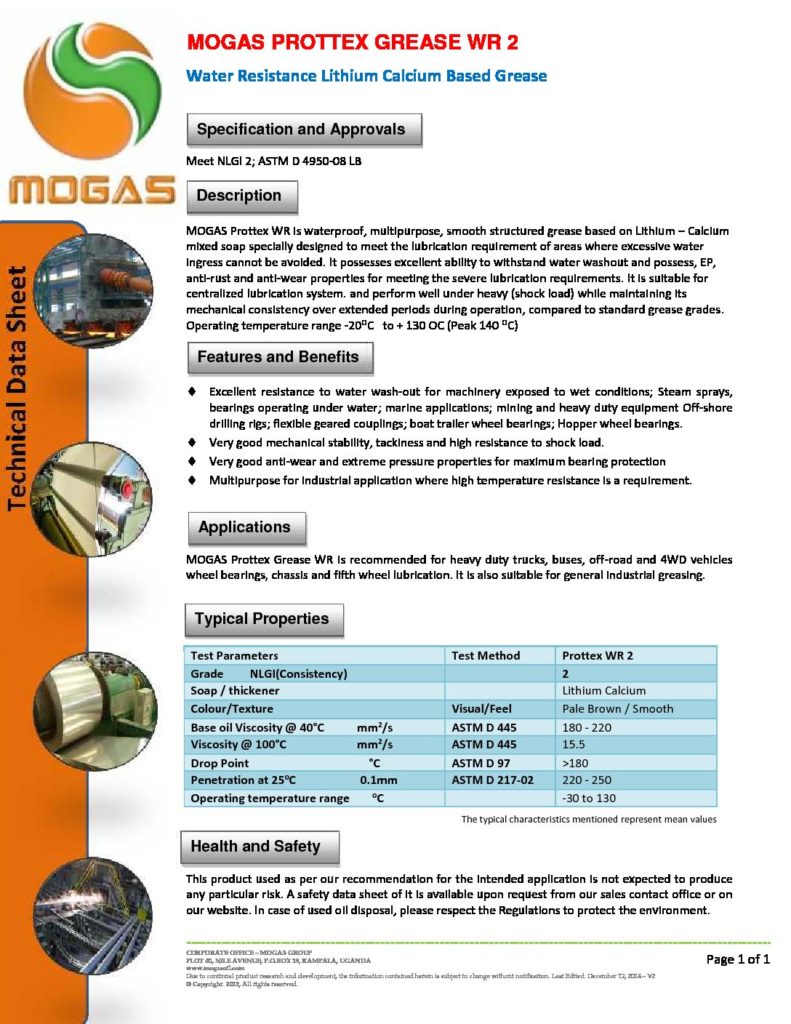 MOGAS PROTTEX GREASE WR 2
Water Resistance Lithium Calcium Based Grease
MOGAS
Technical Data Sheet
Specification and Approvals
Meet NLGI 2; ASTM D 4950-08 LB
Description
MOGAS Prottex WR is waterproof, multipurpose, smooth structured grease based on Lithium – Calcium
mixed soap specially designed to meet the lubrication requirement of areas where excessive water
ingress cannot be avoided. It possesses excellent ability to withstand water washout and possess, EP,
anti-rust and anti-wear properties for meeting the severe lubrication requirements. It is suitable for
centralized lubrication system. and perform well under heavy (shock load) while maintaining its
mechanical consistency over extended periods during operation, compared to standard grease grades.
Operating temperature range -20°C to + 130 OC (Peak 140 °C)
Features and Benefits
♦ Excellent resistance to water wash-out for machinery exposed to wet conditions; Steam sprays,
bearings operating under water; marine applications; mining and heavy duty equipment Off-shore
drilling rigs; flexible geared couplings; boat trailer wheel bearings; Hopper wheel bearings.
♦ Very good mechanical stability, tackiness and high resistance to shock load.
♦ Very good anti-wear and extreme pressure properties for maximum bearing protection
♦ Multipurpose for industrial application where high temperature resistance is a requirement.
Applications
MOGAS Prottex Grease WR is recommended for heavy duty trucks, buses, off-road and 4WD vehicles
wheel bearings, chassis and fifth wheel lubrication. It is also suitable for general industrial greasing.
Typical Properties
Test Parameters Test Method Prottex WR 2
Grade NLGI(Consistency) 2
Soap / thickener Lithium Calcium
Colour/Texture Visual/Feel Pale Brown / Smooth
Base oil Viscosity @ 40°C mm²/s ASTM D 445 180 - 220
Viscosity @ 100°C mm²/s ASTM D 445 15.5
Drop Point °C ASTM D 97 >180
Penetration at 25°C 0.1mm ASTM D 217-02 220 - 250
Operating temperature range °C -30 to 130
The typical characteristics mentioned represent mean values
Health and Safety
This product used as per our recommendation for the intended application is not expected to produce
any particular risk. A safety data sheet of it is available upon request from our sales contact office or on
our website. In case of used oil disposal, please respect the Regulations to protect the environment.
CORPORATE OFFICE – MOGAS GROUP
NILE AVENUE, P.O.BOX KAMPALA, UGANDA
Due to continual product research and development, the information contained herein is subject to change without notification. Last Edited: December 12,
© Copyright 2012, All rights reserved.
Page 1 of 1